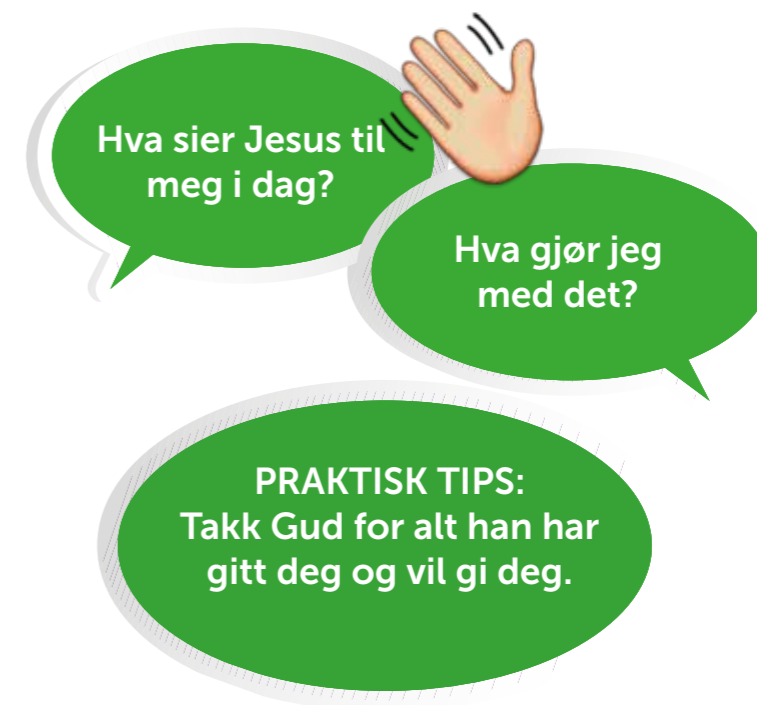 Hva sier Jesus til
meg i dag?
Hva gjør jeg
med det?
PRAKTISK TIPS:
Takk Gud for alt han har
gitt deg og vil gi deg.